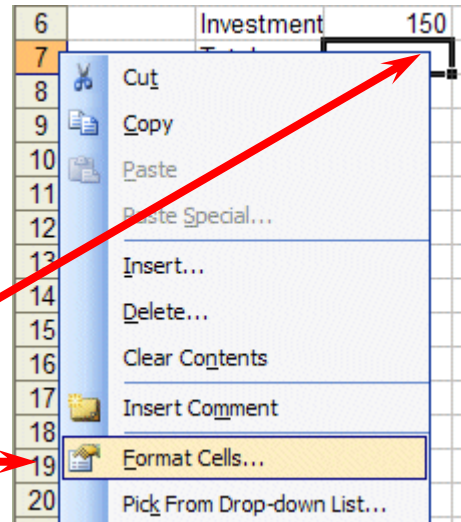 6 Investment 150
7
8 Cut
9 Copy
10 Paste
11
12 Paste Special...
13 Insert...
14
15 Delete...
16 Clear Contents
17 Insert Comment
18
19 Format Cells...
20 Pick From Drop-down List...